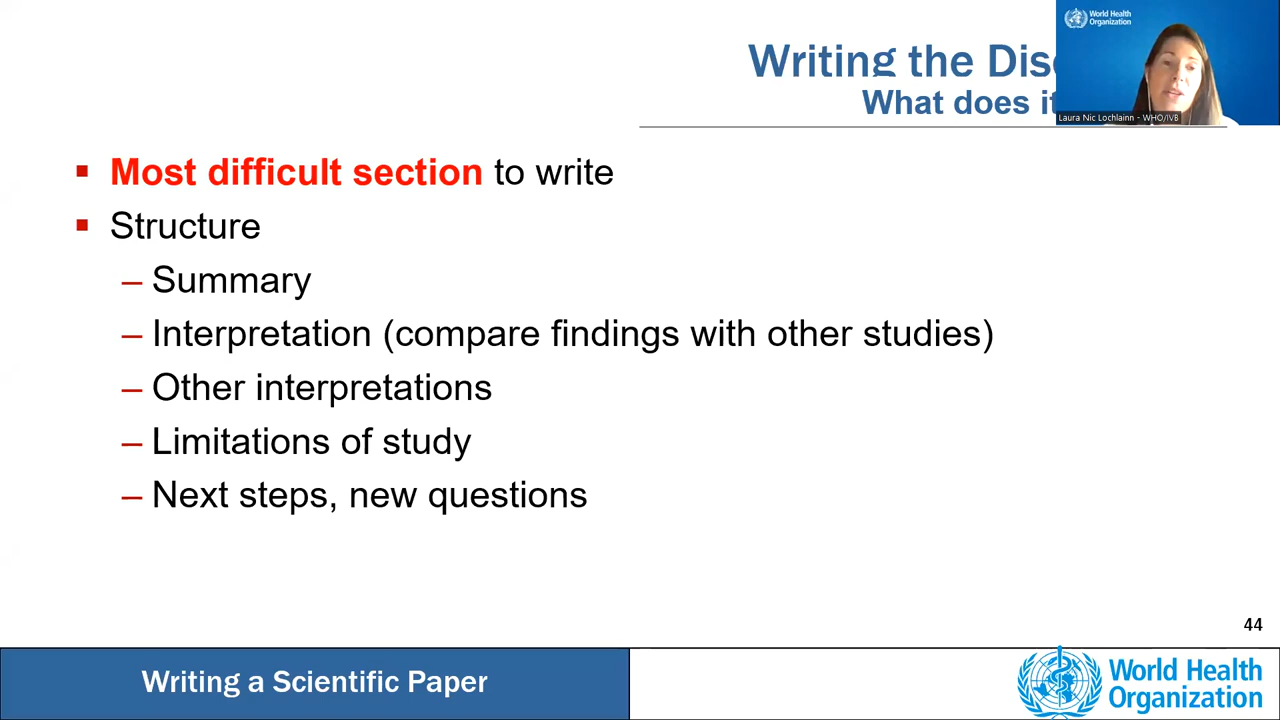 World Health
Organization
Writing the
What does
Laura Nic Lochlainn - WHO/IVB
▪ Most difficult section to write
▪ Structure
– Summary
– Interpretation (compare findings with other studies)
– Other interpretations
– Limitations of study
– Next steps, new questions
44
Writing a Scientific Paper
World Health
Organization